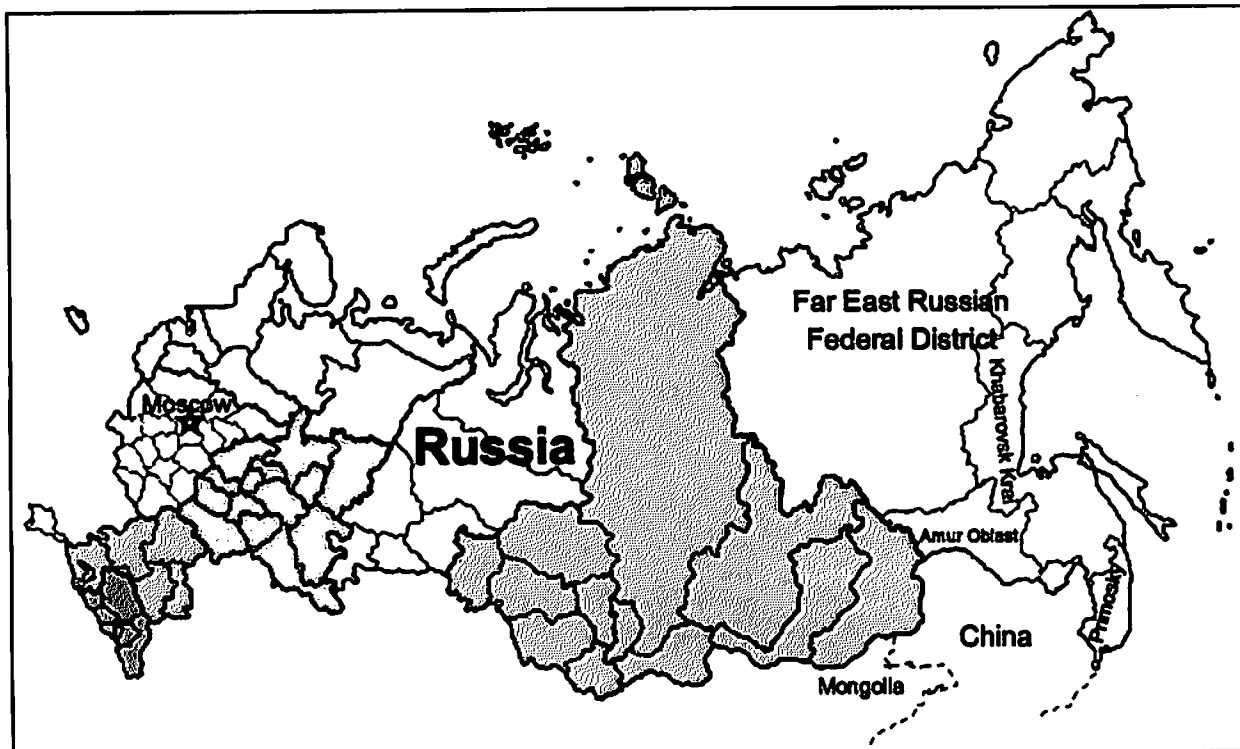 Far East Russian
Federal District
Khabarovsk Krai
Moscow
Russia
Amur Oblast
Primorsky
China
Mongolia